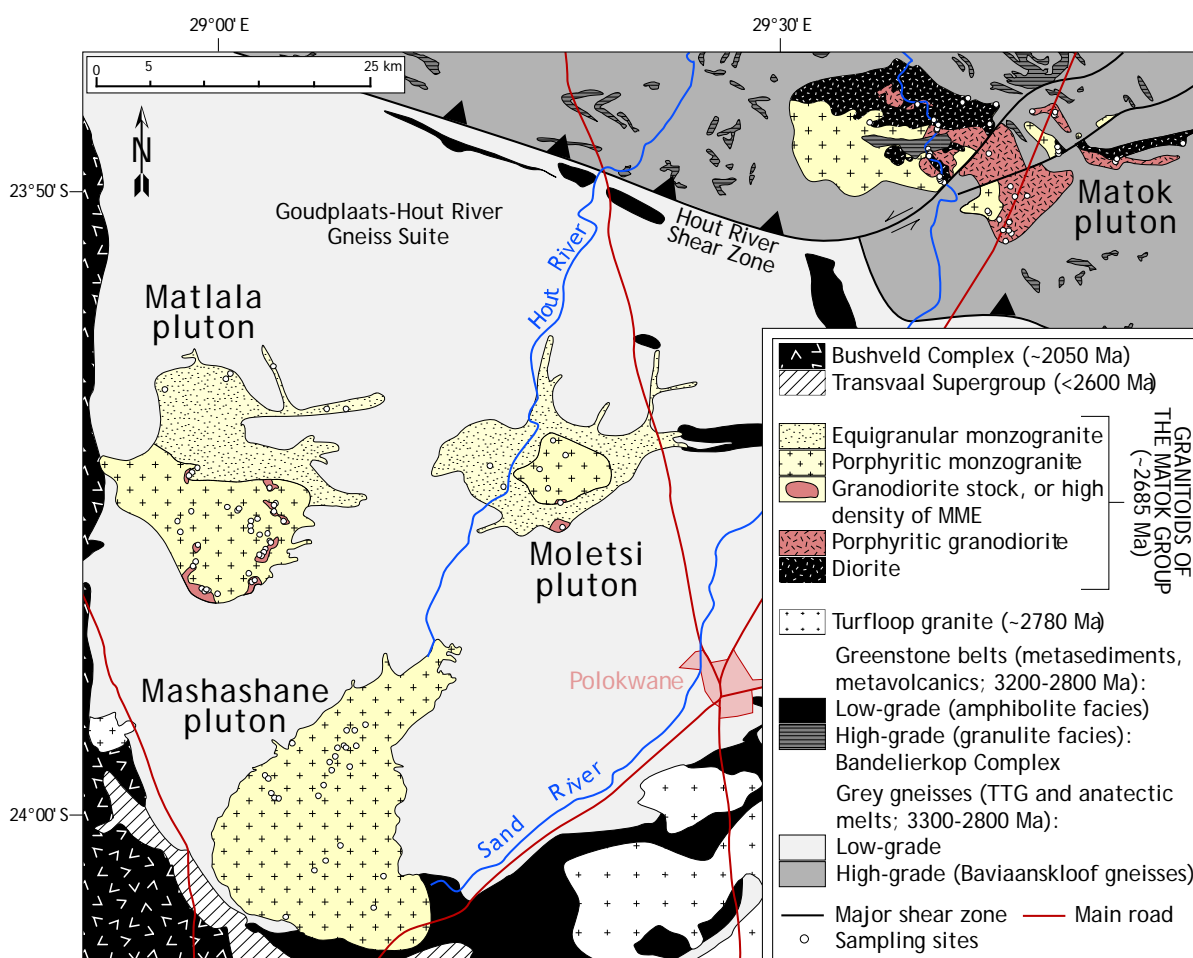 29°00' E
29°30' E
0
5
25 km
N
23°50' S
24°00' S
Goudplaats-Hout River
Gneiss Suite
Hout River
Hout River
Shear Zone
Matok
pluton
Matlala
pluton
Moletsi
pluton
Mashashane
pluton
Polokwane
Sand River
Bushveld Complex (~2050 Ma)
Transvaal Supergroup (<2600 Ma)
Equigranular monzogranite
Porphyritic monzogranite
Granodiorite stock, or high
density of MME
Porphyritic granodiorite
Diorite
GRANITOIDS OF
THE MATOK GROUP
(~2685 Ma)
Turfloop granite (~2780 Ma)
Greenstone belts (metasediments,
metavolcanics; 3200-2800 Ma):
Low-grade (amphibolite facies)
High-grade (granulite facies):
Bandelierkop Complex
Grey gneisses (TTG and anatectic
melts; 3300-2800 Ma):
Low-grade
High-grade (Baviaanskloof gneisses)
Major shear zone
Main road
Sampling sites